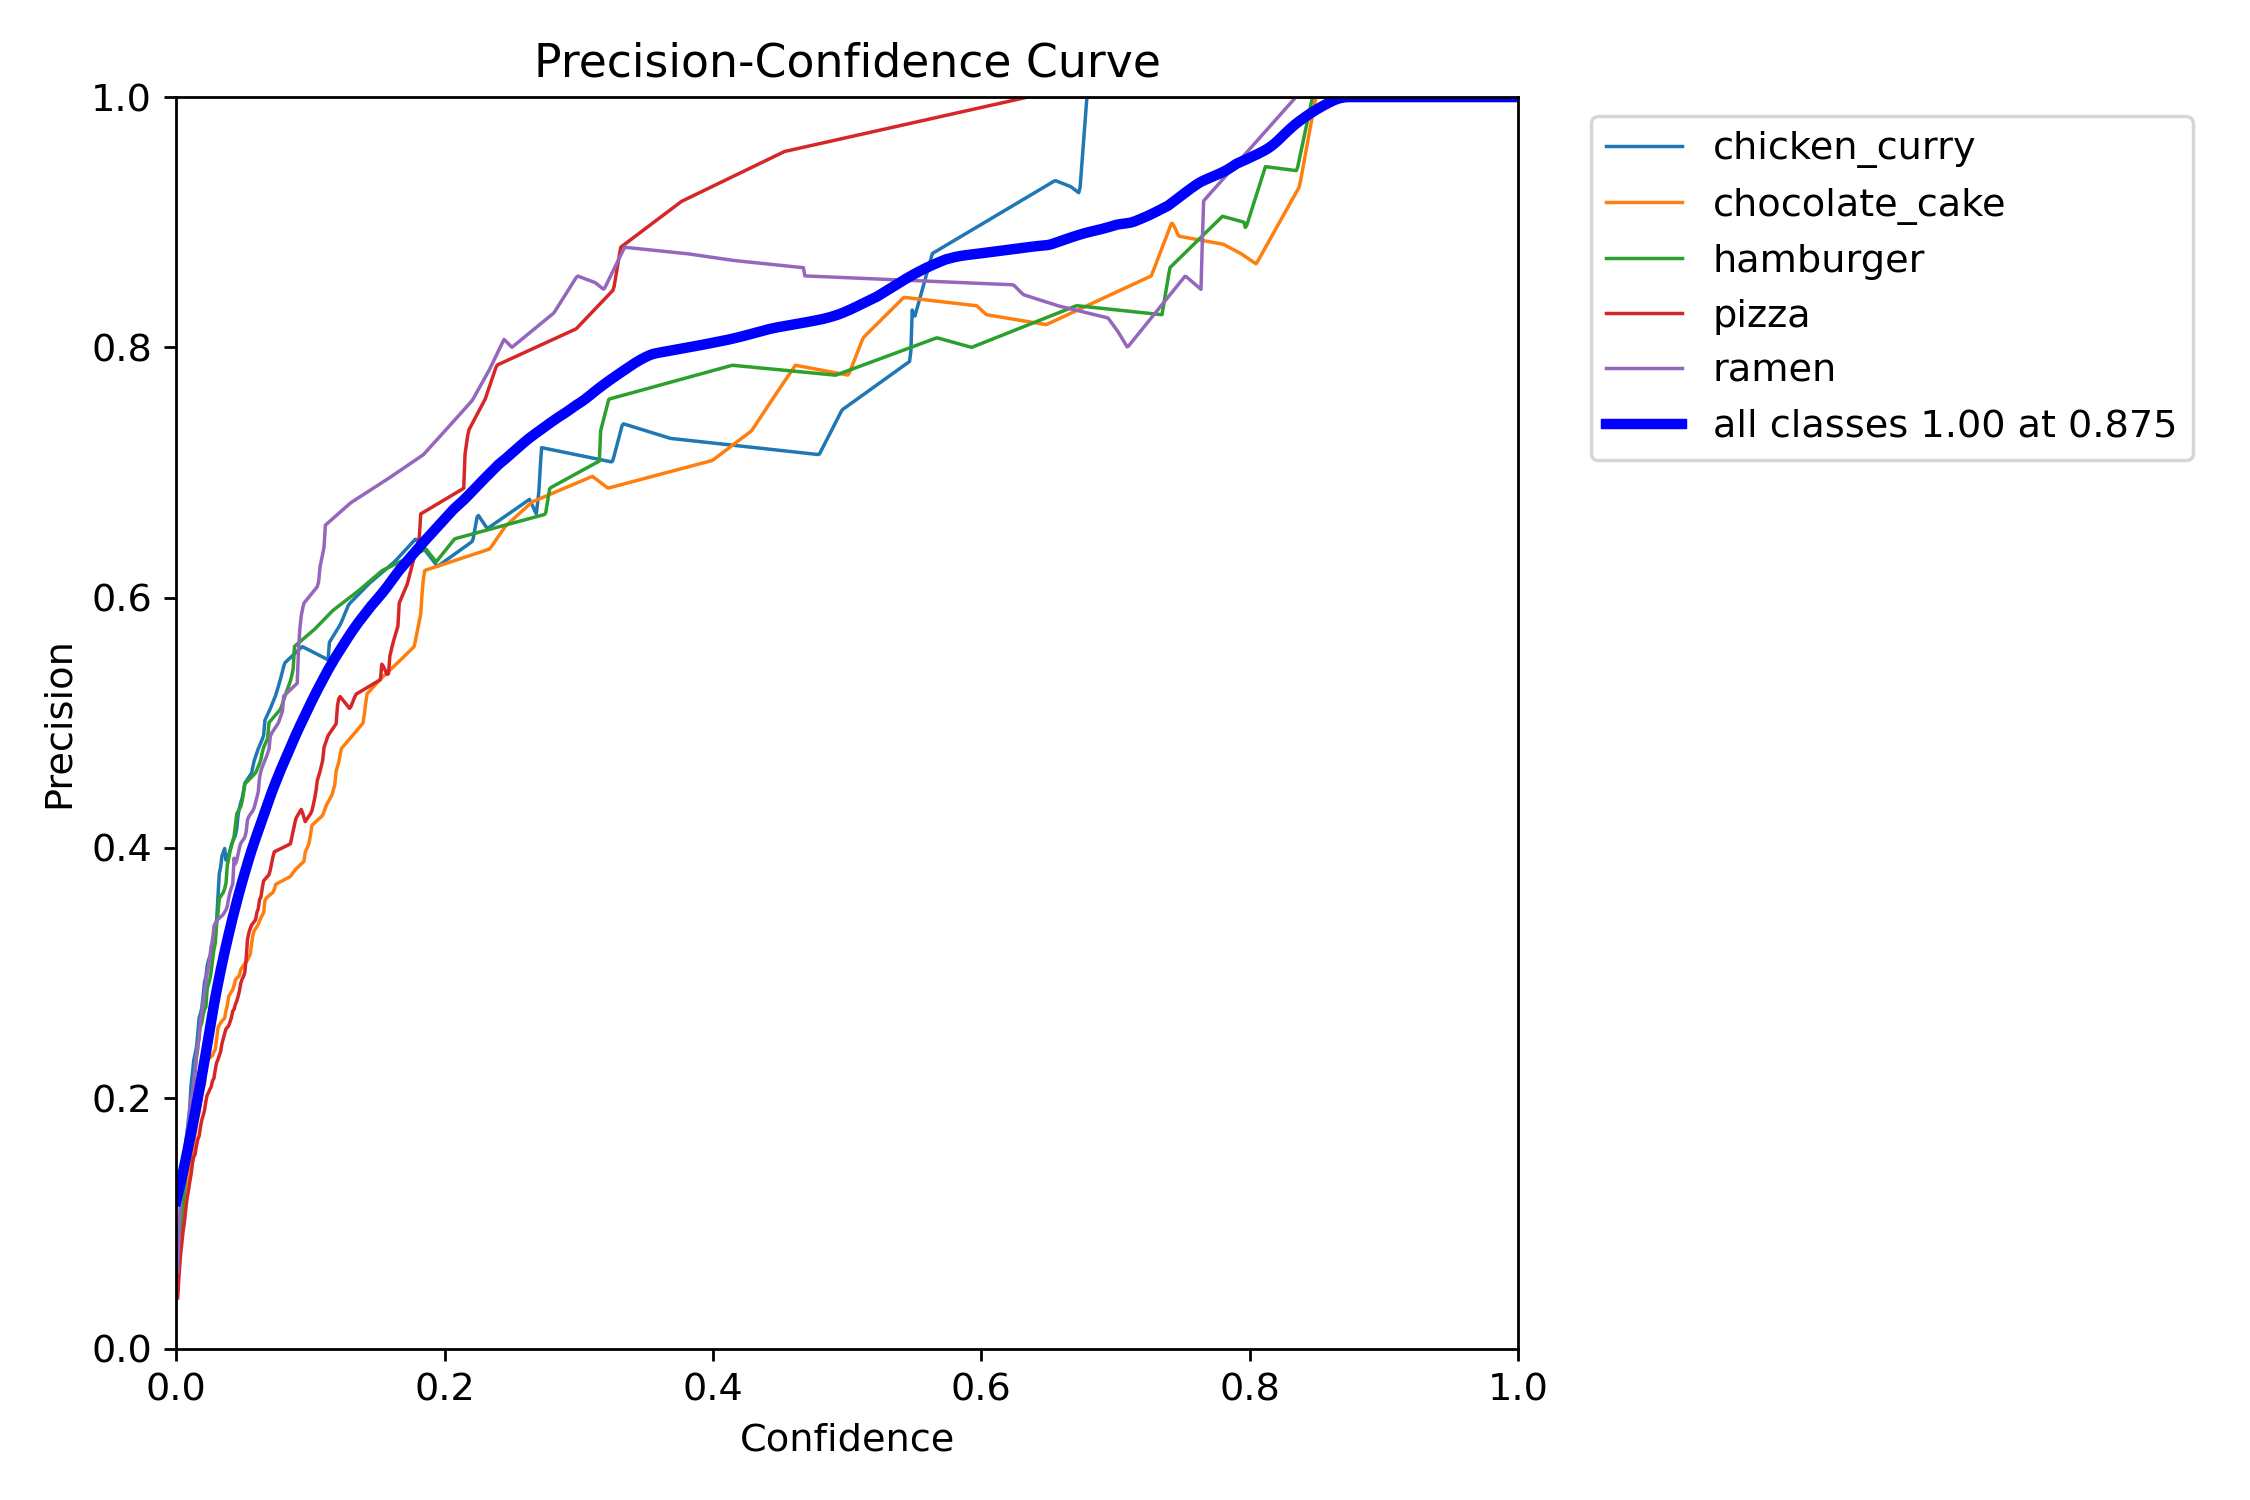 Precision-Confidence Curve
1.0
0.8
0.6
0.4
0.2
0.0
Precision
0.0 0.2 0.4 0.6 0.8 1.0
Confidence
chicken_curry
chocolate_cake
hamburger
pizza
ramen
all classes 1.00 at 0.875